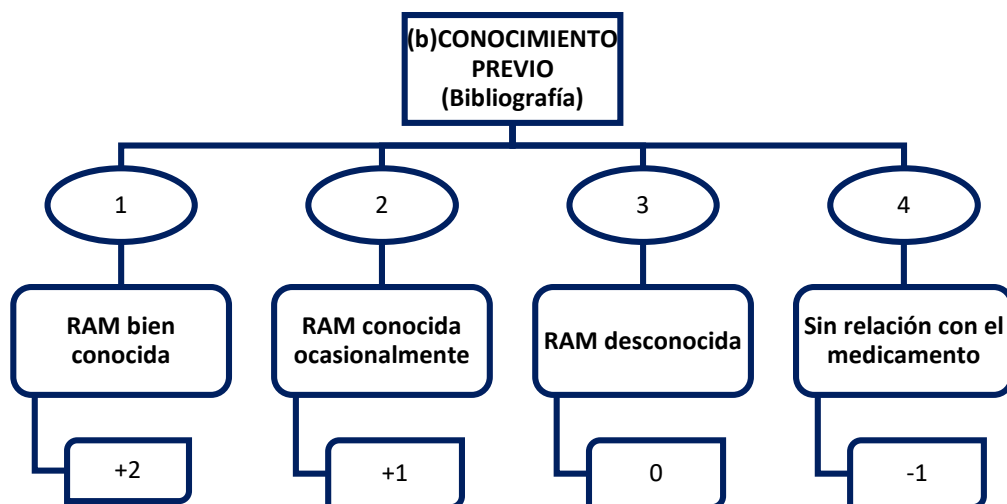 (b)CONOCIMIENTO
PREVIO
(Bibliografía)
1
2
3
4
RAM bien
conocida
RAM conocida
ocasionalmente
RAM desconocida
Sin relación con el
medicamento
+2
+1
0
-1